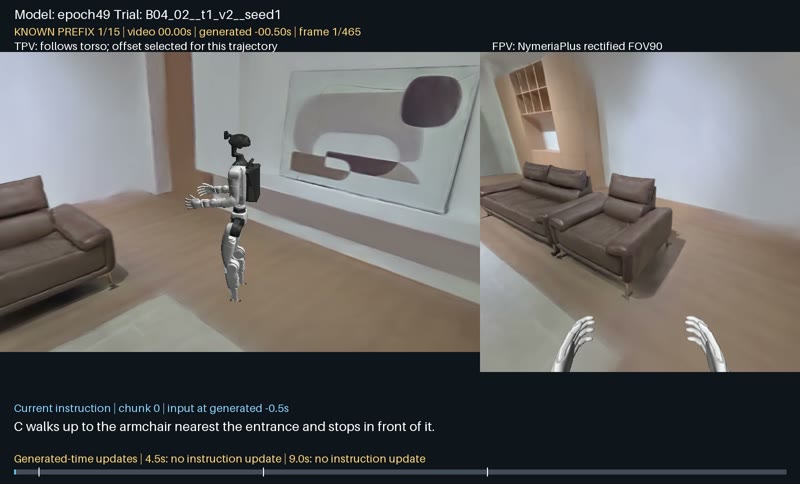 Model: epoch49 Trial: B04_02__t1_v2__seed1
KNOWN PREFIX 1/15 | video 00.00s | generated -00.50s | frame 1/465
TPV: follows torso; offset selected for this trajectory
FPV: NymeriaPlus rectified FOV90
Current instruction | chunk 0 | input at generated -0.5s
C walks up to the armchair nearest the entrance and stops in front of it.
Generated-time updates | 4.5s: no instruction update | 9.0s: no instruction update